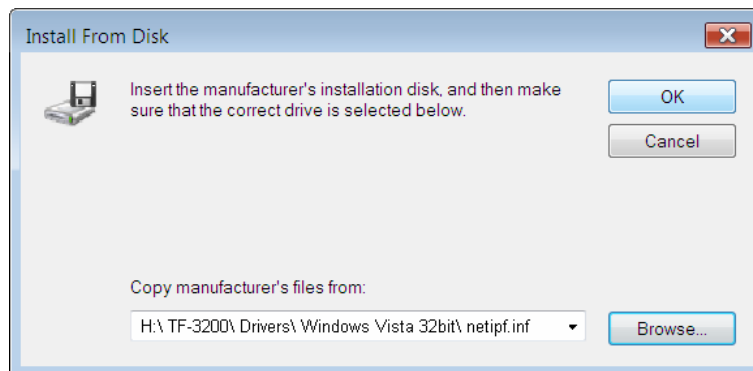 Install From Disk
Insert the manufacturer's installation disk, and then make
sure that the correct drive is selected below.
OK
Cancel
Copy manufacturer's files from:
H:\ TF-3200\ Drivers\ Windows Vista 32bit\ netipf.inf
Browse...